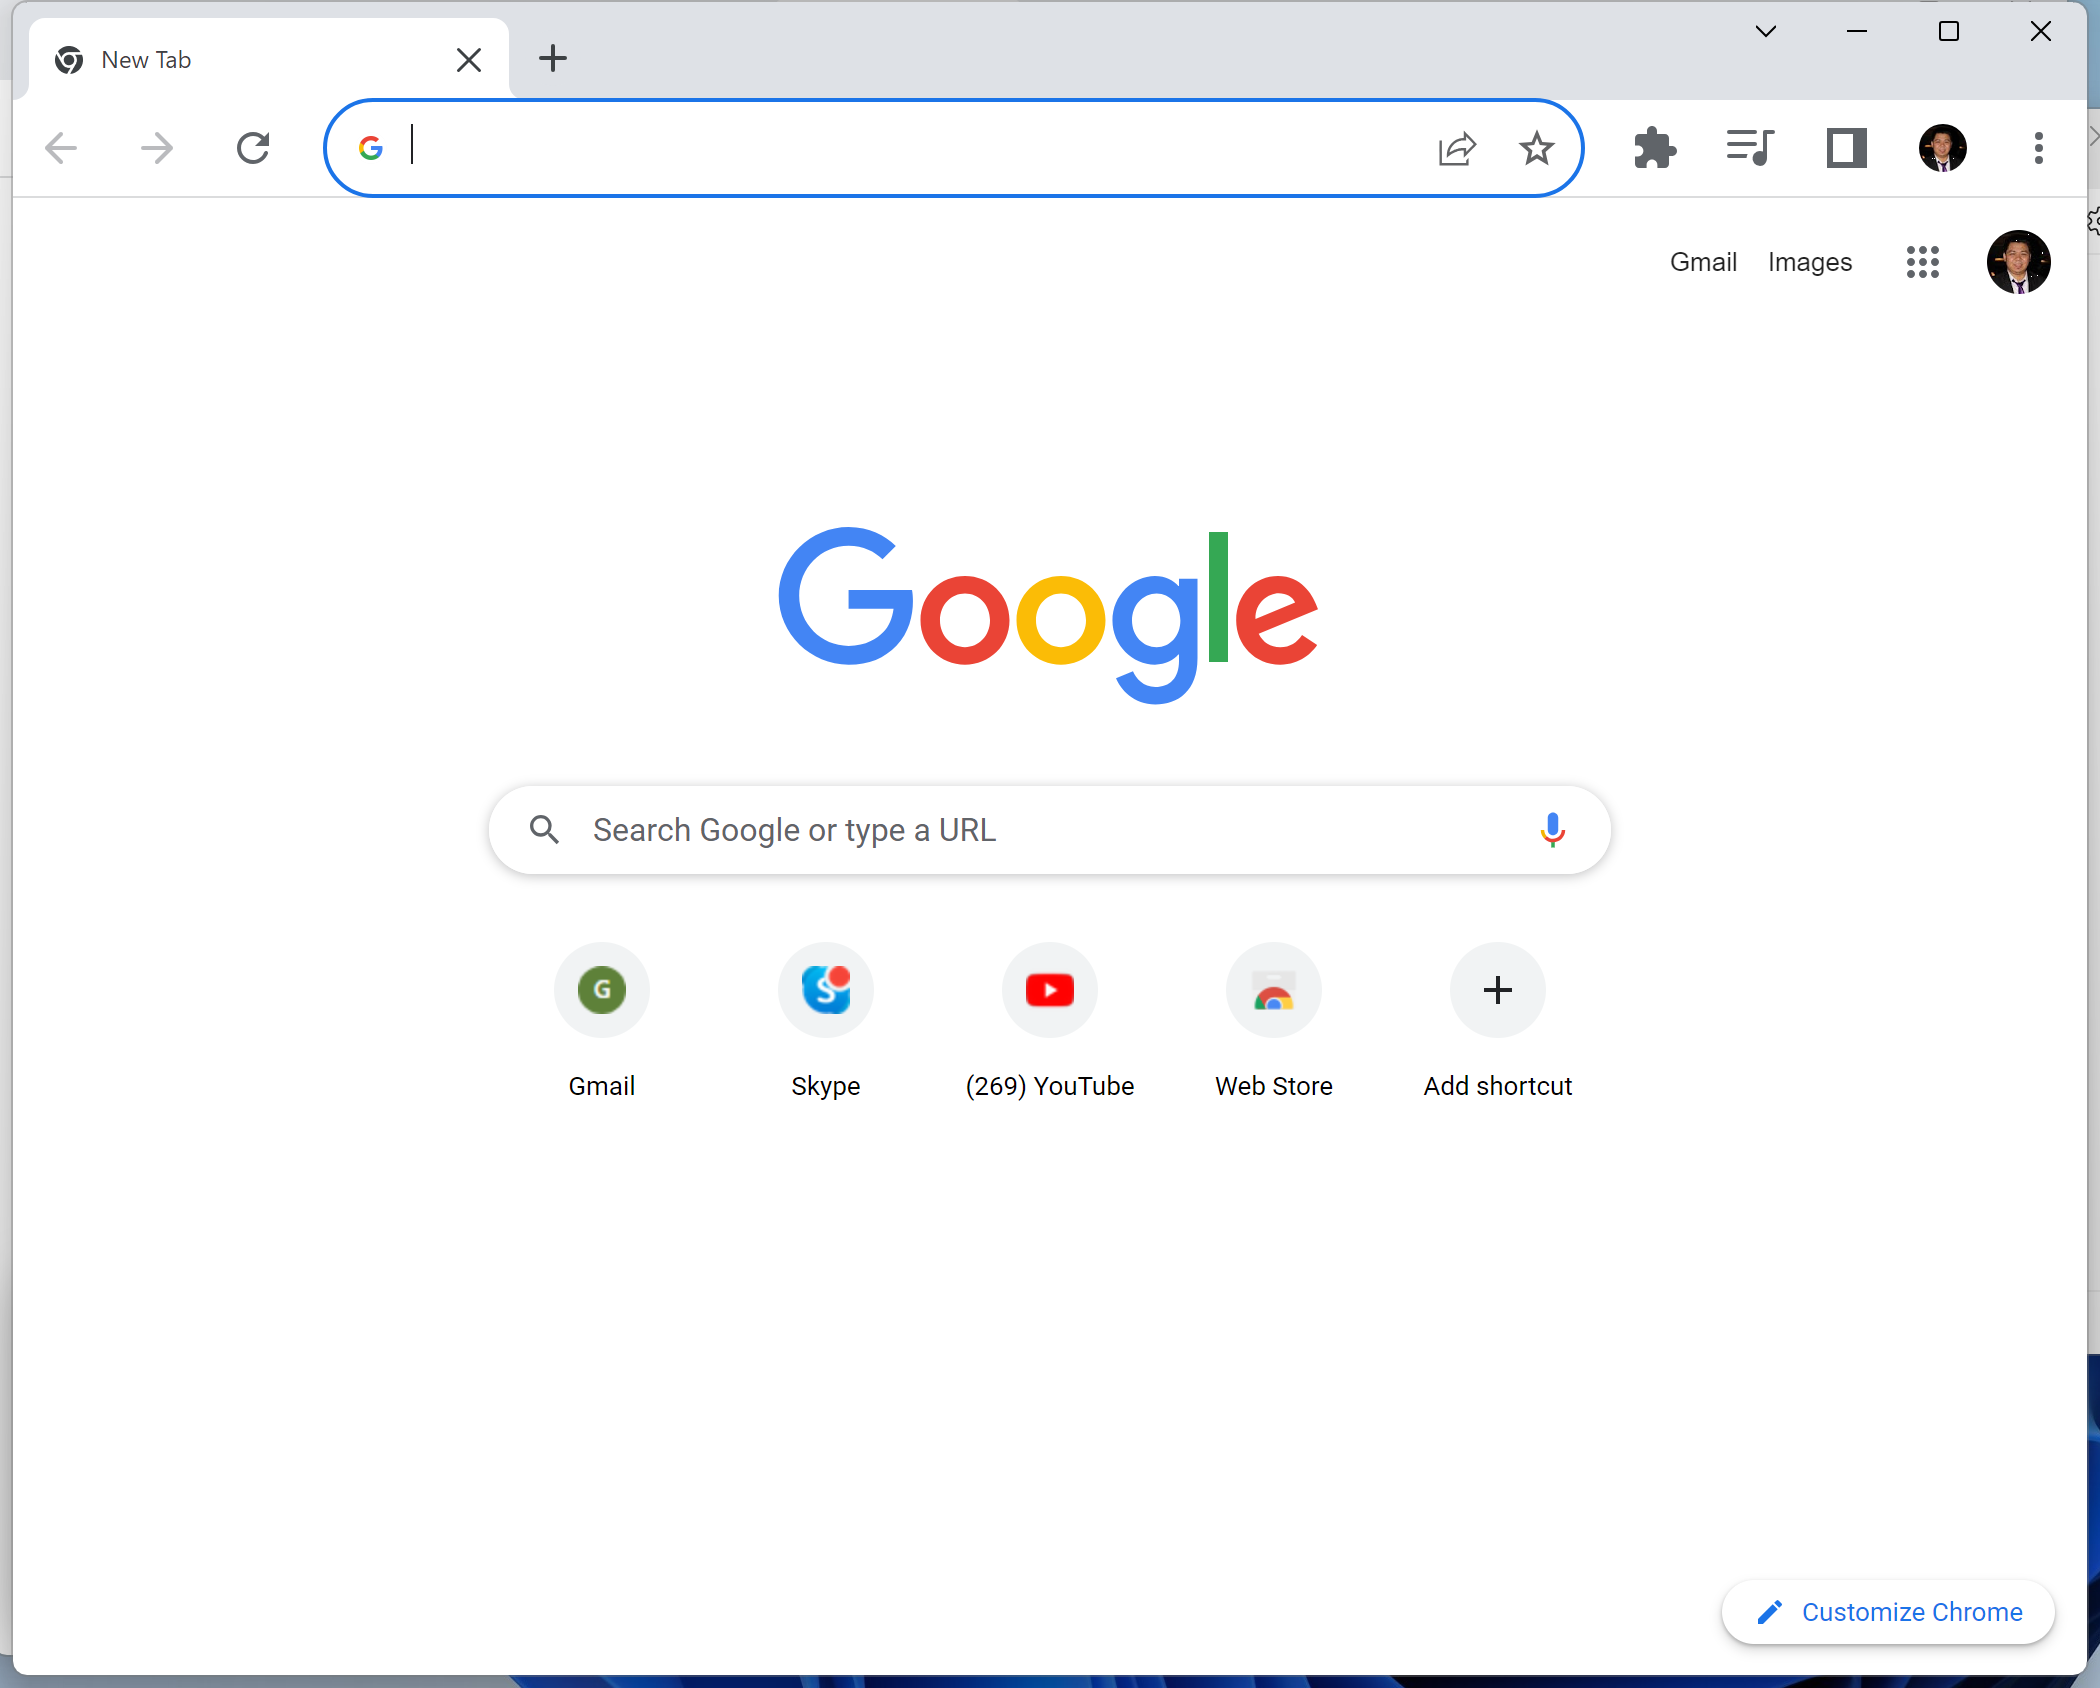 New Tab
Gmail Images
Google
Search Google or type a URL
G
S
Gmail Skype (269) YouTube Web Store Add shortcut
Customize Chrome